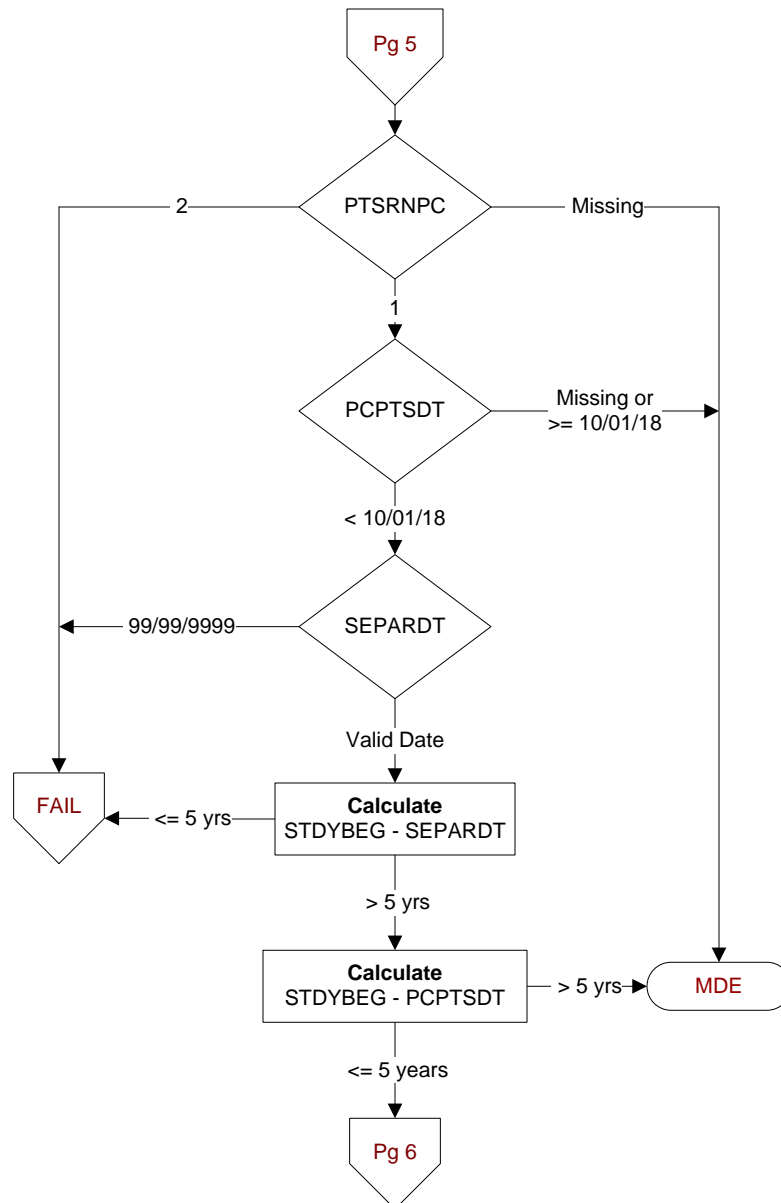 Pg 5
PTSRNPC
2
Missing
1
PCPTSDT
Missing or
>= 10/01/18
< 10/01/18
SEPARDT
99/99/9999
Valid Date
FAIL
<= 5 yrs
Calculate
STDYBEG - SEPARDT
> 5 yrs
Calculate
STDYBEG - PCPTSDT
> 5 yrs
MDE
<= 5 years
Pg 6